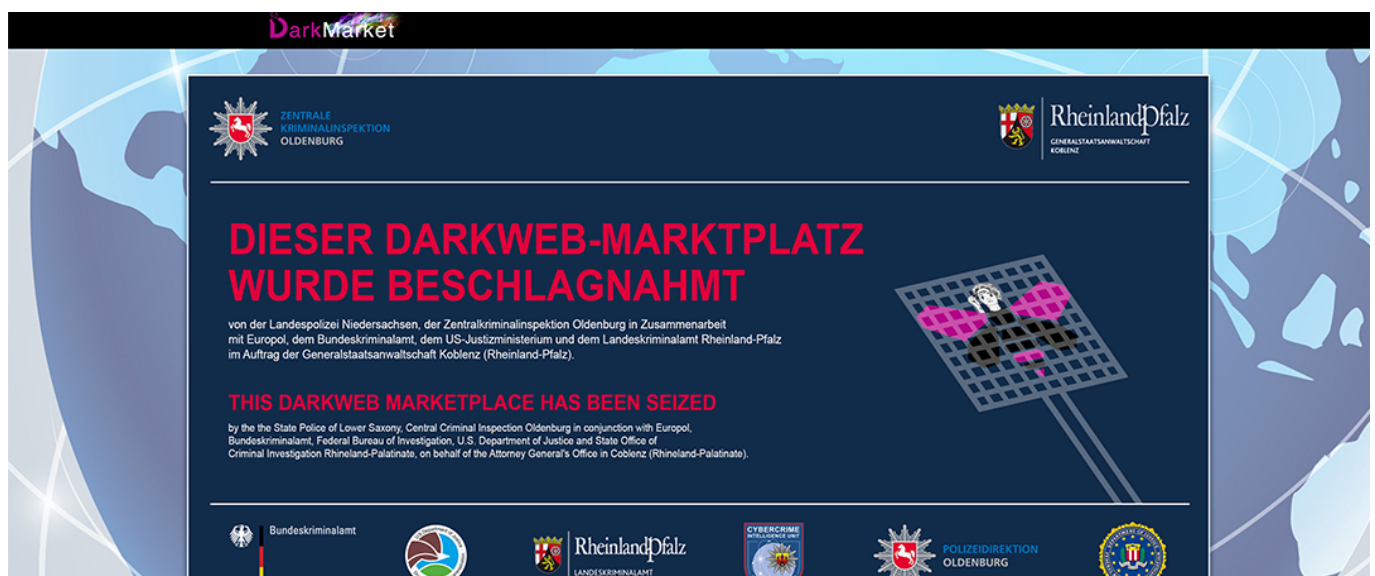 DarkMarket
ZENTRALE
KRIMINALINSPEKTION
OLDENBURG
RheinlandPfalz
GENERALSTAATSANWALTSCHAFT
KOBLENZ
DIESER DARKWEB-MARKTPLATZ
WURDE BESCHLAGNAHMT
von der Landespolizei Niedersachsen, der Zentralkriminalinspektion Oldenburg in Zusammenarbeit
mit Europol, dem Bundeskriminalamt, dem US-Justizministerium und dem Landeskriminalamt Rheinland-Pfalz
im Auftrag der Generalstaatsanwaltschaft Koblenz (Rheinland-Pfalz).
THIS DARKWEB MARKETPLACE HAS BEEN SEIZED
by the the State Police of Lower Saxony, Central Criminal Inspection Oldenburg in conjunction with Europol,
Bundeskriminalamt, Federal Bureau of Investigation, U.S. Department of Justice and State Office of
Criminal Investigation Rhineland-Palatinate, on behalf of the Attorney General's Office in Coblenz (Rhineland-Palatinate).
Bundeskriminalamt
RheinlandPfalz
LANDESKRIMINALAMT
CYBERCRIME
INTELLIGENCE UNIT
POLIZEIDIREKTION
OLDENBURG